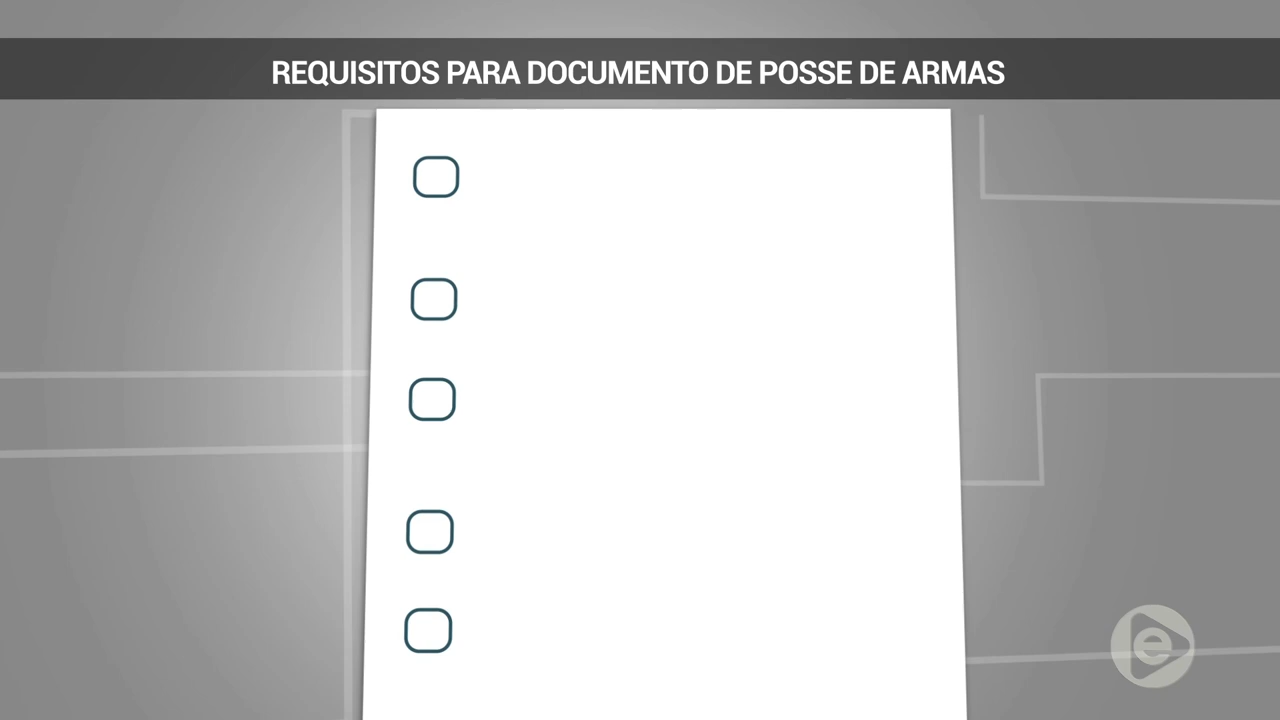 REQUISITOS PARA DOCUMENTO DE POSSE DE ARMAS
e